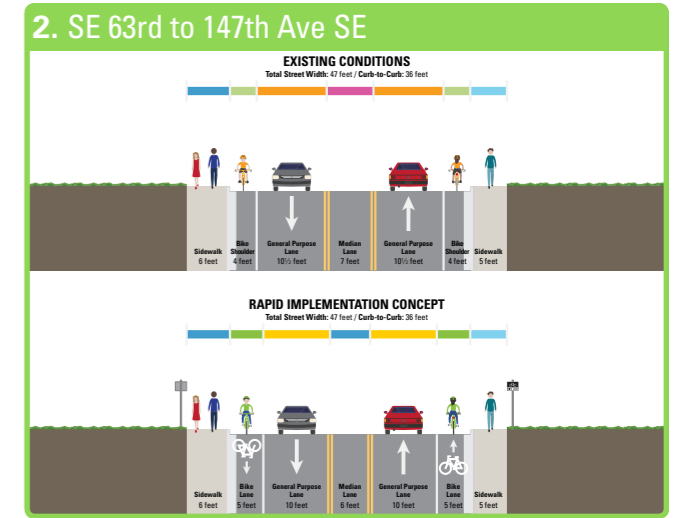 2. SE 63rd to 147th Ave SE
EXISTING CONDITIONS
Total Street Width: 47 feet / Curb-to-Curb: 36 feet
Sidewalk
6 feet
Bike
Shoulder
4 feet
General Purpose
Lane
10½ feet
Median
Lane
7 feet
General Purpose
Lane
10½ feet
Bike
Shoulder
4 feet
Sidewalk
5 feet
RAPID IMPLEMENTATION CONCEPT
Total Street Width: 47 feet / Curb-to-Curb: 36 feet
Sidewalk
6 feet
Bike
Lane
5 feet
General Purpose
Lane
10 feet
Median
Lane
6 feet
General Purpose
Lane
10 feet
Bike
Lane
5 feet
Sidewalk
5 feet